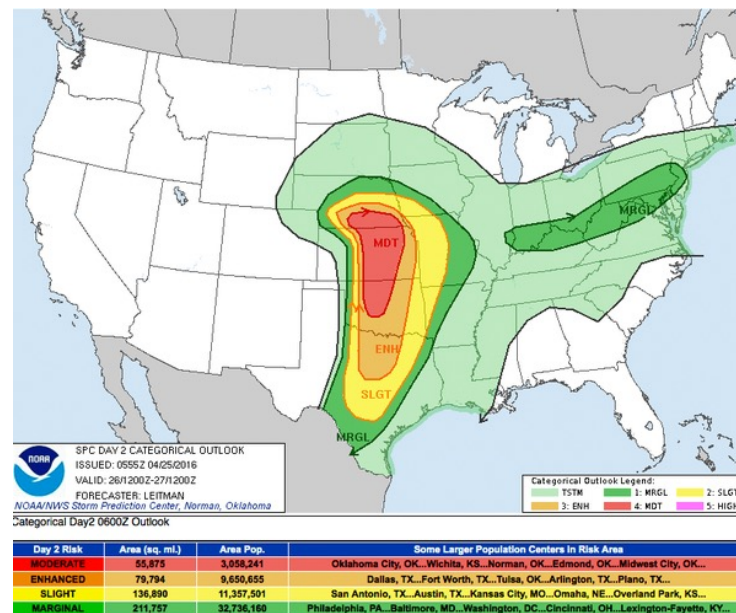 MRGL
MDT
ENH
SLGT
MRGL
NOAA
SPC DAY 2 CATEGORICAL OUTLOOK
ISSUED: 0555Z 04/25/2016
VALID: 26/1200Z-27/1200Z
FORECASTER: LEITMAN
NOAA/NWS Storm Prediction Center, Norman, Oklahoma
Categorical Outlook Legend:
TSTM 1: MRGL 2: SLGT
3: ENH 4: MDT 5: HIGH
Categorical Day2 0600Z Outlook
Day 2 Risk Area (sq. mi.) Area Pop. Some Larger Population Centers in Risk Area
MODERATE 55,875 3,058,241 Oklahoma City, OK...Wichita, KS...Norman, OK...Edmond, OK...Midwest City, OK...
ENHANCED 79,794 9,650,655 Dallas, TX...Fort Worth, TX...Tulsa, OK...Arlington, TX...Plano, TX...
SLIGHT 136,890 11,357,501 San Antonio, TX...Austin, TX...Kansas City, MO...Omaha, NE...Overland Park, KS...
MARGINAL 211,757 32,736,160 Philadelphia, PA...Baltimore, MD...Washington, DC...Cincinnati, OH...Lexington-Fayette, KY...